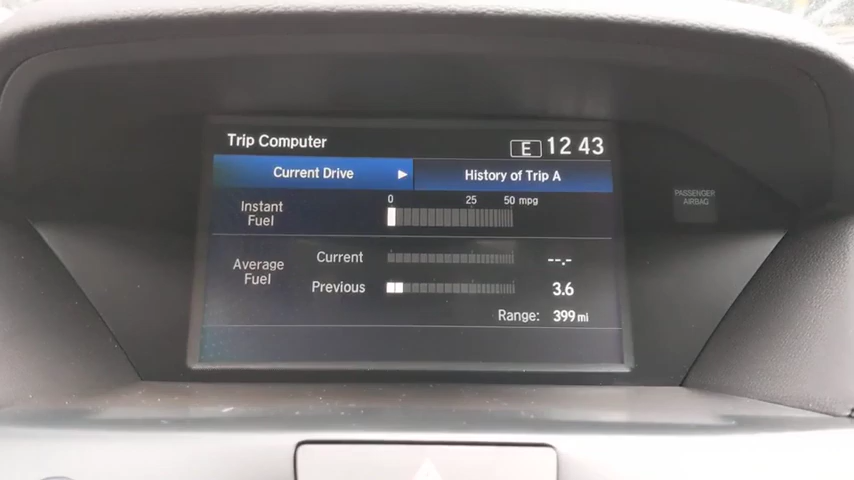 Trip Computer
E 12 43
Current Drive
History of Trip A
0 25 50 mpg
Instant
Fuel
Average
Fuel
Current --.-
Previous 3.6
Range: 399 mi
PASSENGER
AIRBAG